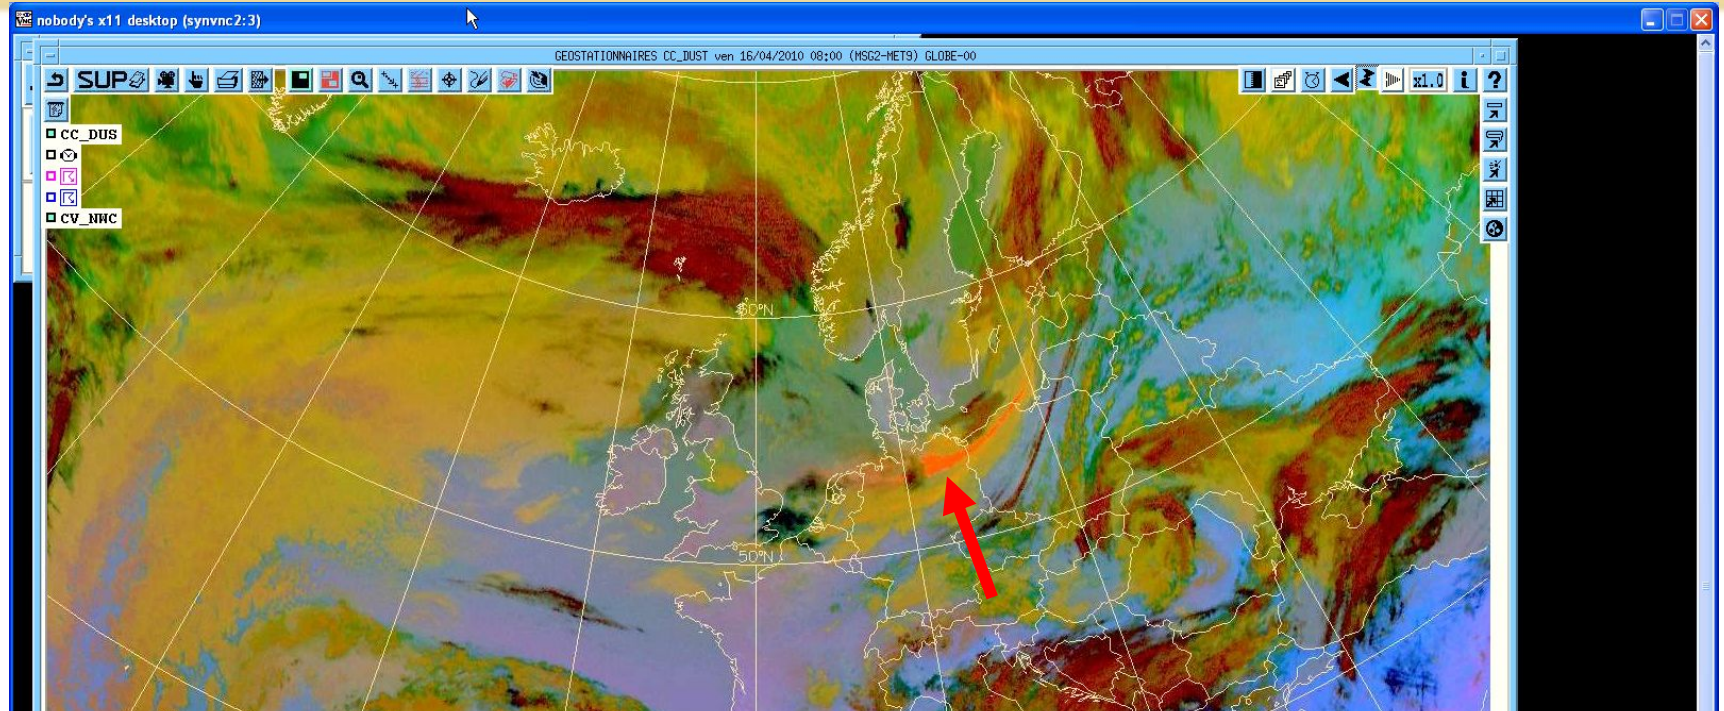 nobody's x11 desktop (synvnc2:3)
GEOSTATIONNAIRES CC_DUST ven 16/04/2010 08:00 (MSG2-MET9) GLOBE-00
SUP
x1.0
i
?
CC_DUS
CV_NWC
60°N
50°N